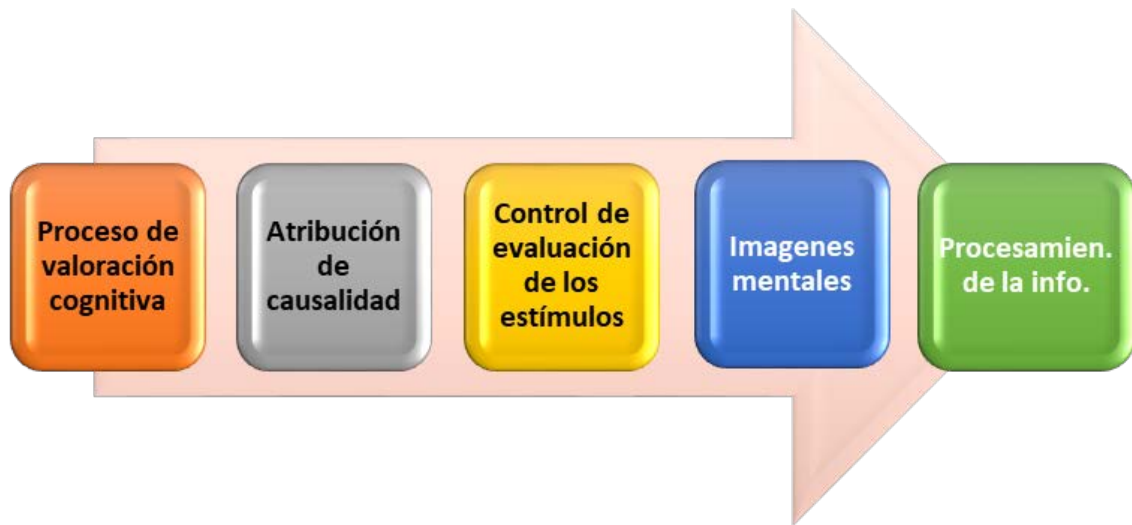 Proceso de
valoración
cognitiva
Atribución
de
causalidad
Control de
evaluación
de los
estímulos
Imagenes
mentales
Procesamien.
de la info.